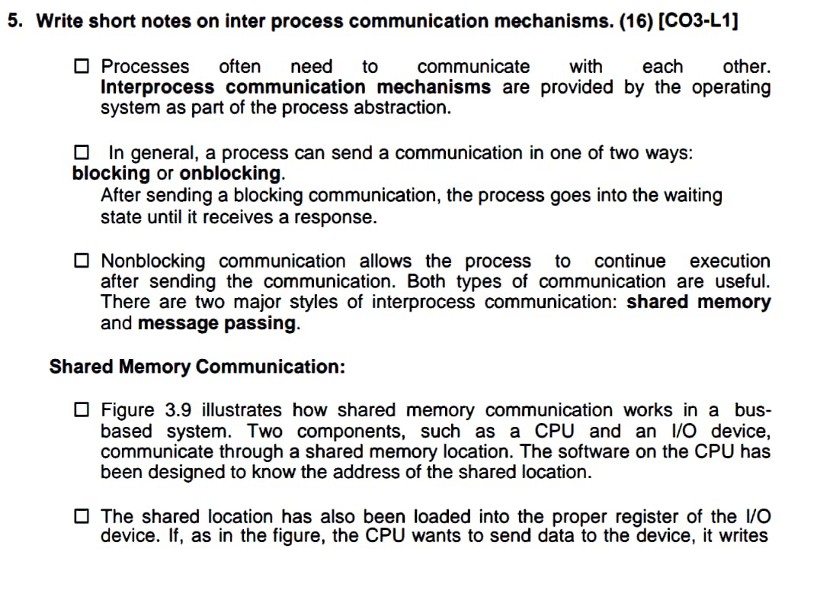 5. Write short notes on inter process communication mechanisms. (16) [CO3-L1]
☐ Processes often need to communicate with each other.
Interprocess communication mechanisms are provided by the operating
system as part of the process abstraction.
☐ In general, a process can send a communication in one of two ways:
blocking or onblocking.
After sending a blocking communication, the process goes into the waiting
state until it receives a response.
☐ Nonblocking communication allows the process to continue execution
after sending the communication. Both types of communication are useful.
There are two major styles of interprocess communication: shared memory
and message passing.
Shared Memory Communication:
☐ Figure 3.9 illustrates how shared memory communication works in a bus-
based system. Two components, such as a CPU and an I/O device,
communicate through a shared memory location. The software on the CPU has
been designed to know the address of the shared location.
☐ The shared location has also been loaded into the proper register of the I/O
device. If, as in the figure, the CPU wants to send data to the device, it writes